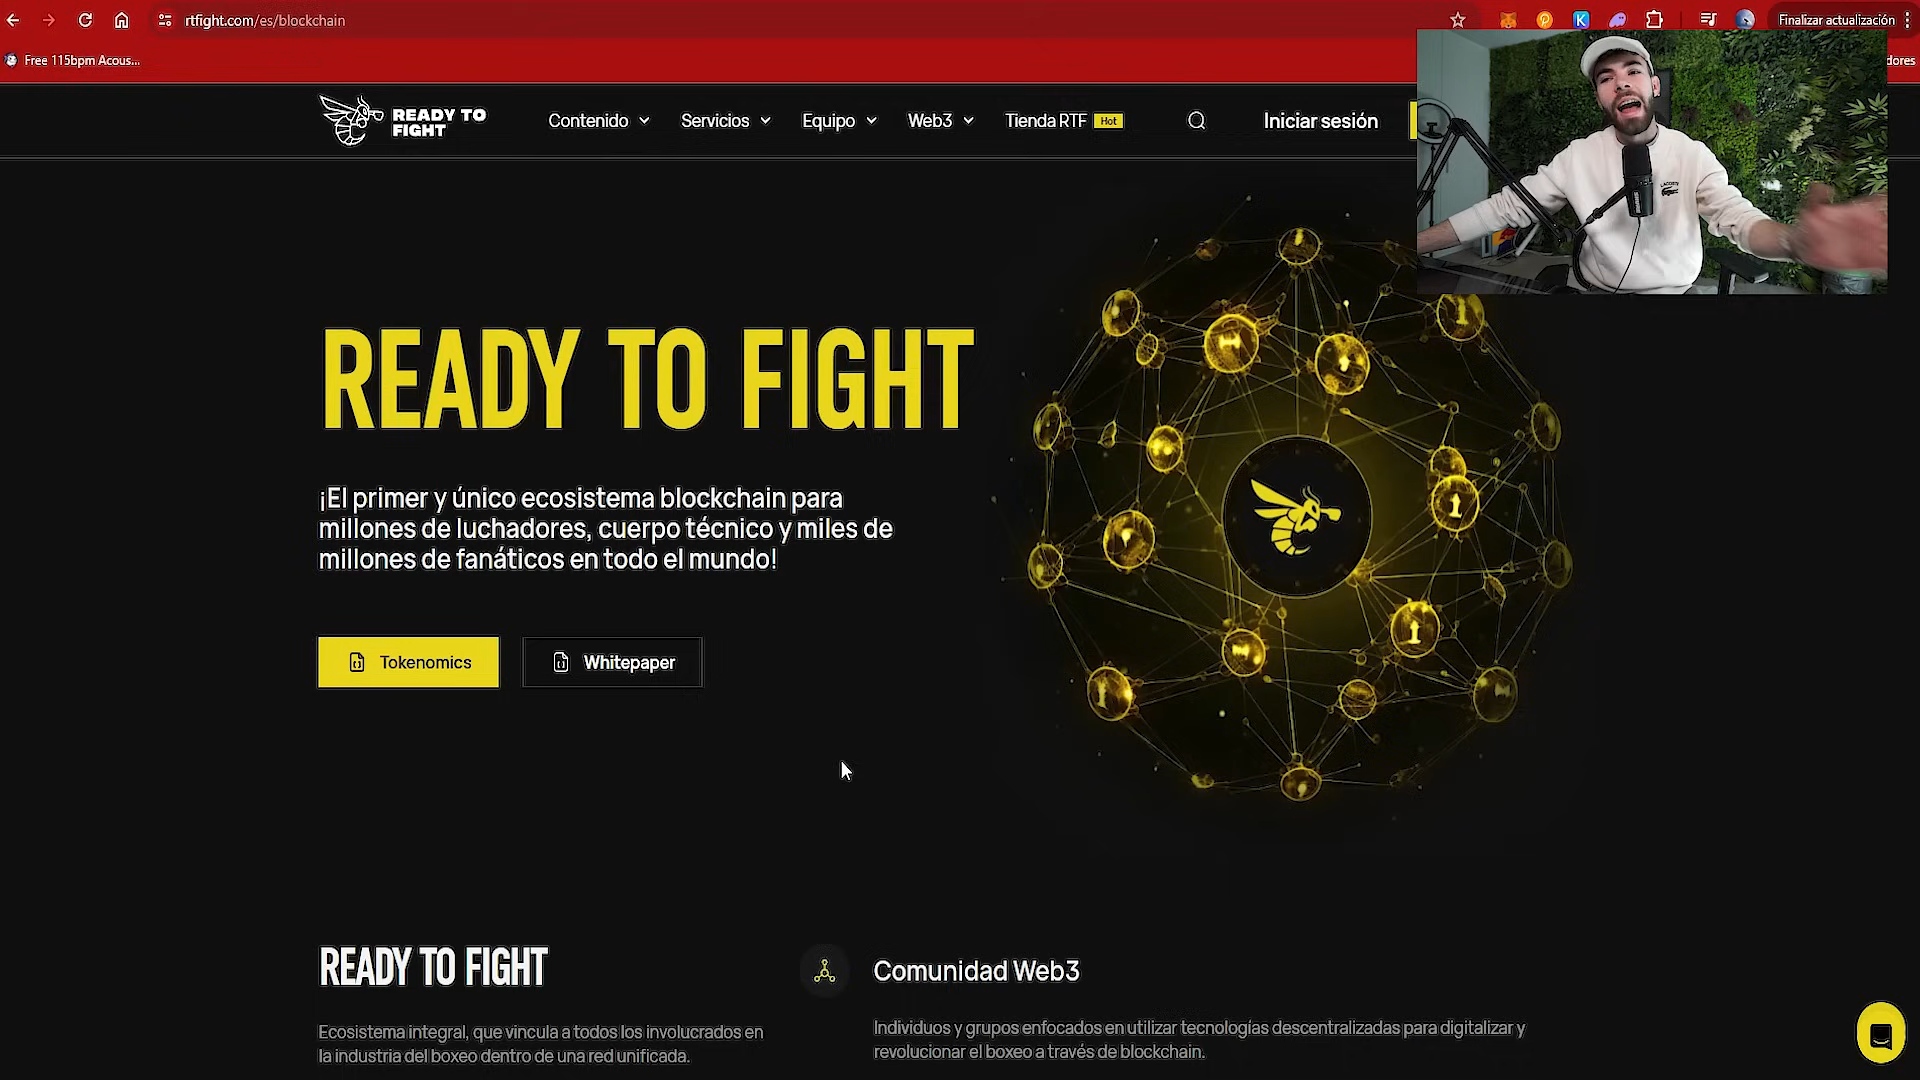 rtfight.com/es/blockchain
Finalizar actualización
Free 115bpm Acous...
dores
READY TO
FIGHT
Contenido
Servicios
Equipo
Web3
Tienda RTF
Hot
Iniciar sesión
LACOSTE
READY TO FIGHT
¡El primer y único ecosistema blockchain para
millones de luchadores, cuerpo técnico y miles de
millones de fanáticos en todo el mundo!
Tokenomics
Whitepaper
READY TO FIGHT
Ecosistema integral, que vincula a todos los involucrados en
la industria del boxeo dentro de una red unificada.
Comunidad Web3
Individuos y grupos enfocados en utilizar tecnologías descentralizadas para digitalizar y
revolucionar el boxeo a través de blockchain.